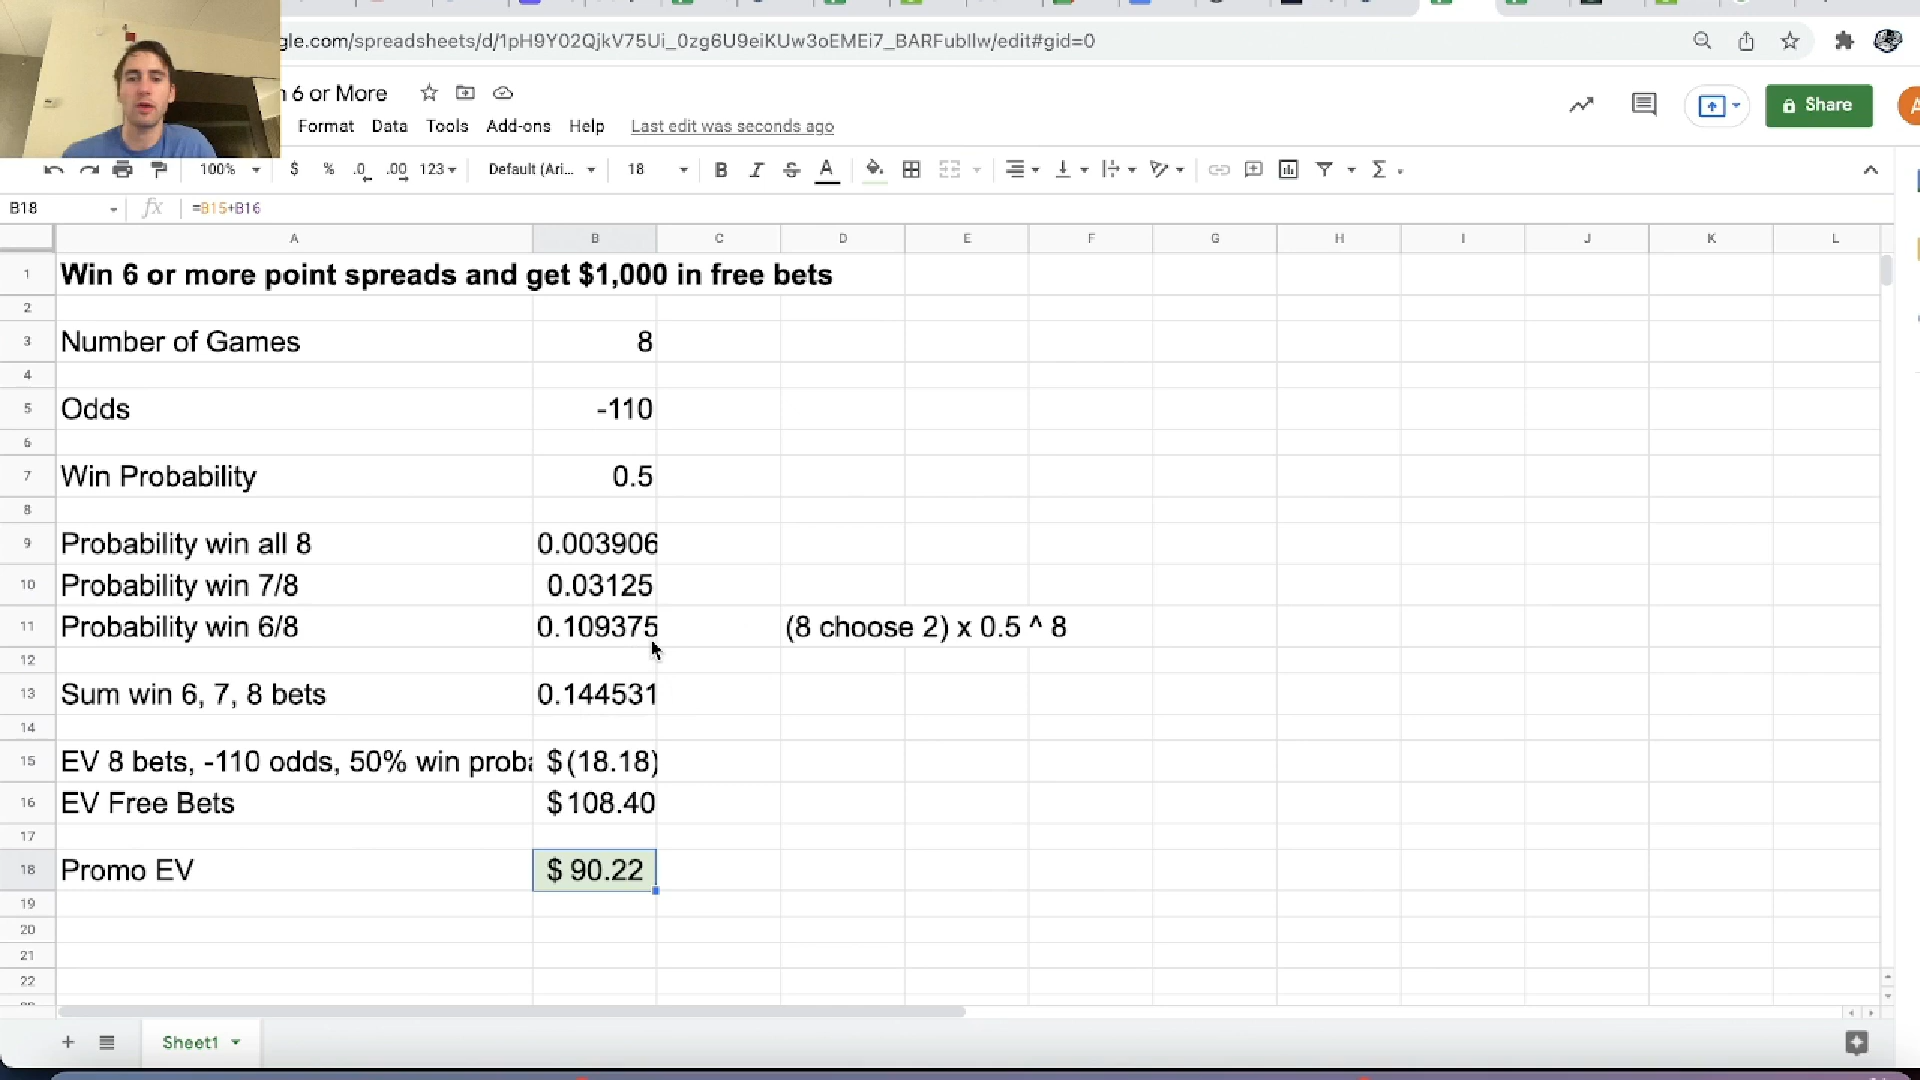 gle.com/spreadsheets/d/1pH9Y02QjkV75Ui_0zg6U9eiKUw3oEMEi7_BARFubIlw/edit#gid=0
n 6 or More
Share
Format Data Tools Add-ons Help Last edit was seconds ago
100% $ % .0 .00 123 Default (Ari... 18 B I S A
B18 fx =B15+B16
A B C D E F G H I J K L
1 Win 6 or more point spreads and get $1,000 in free bets
2
3 Number of Games 8
4
5 Odds -110
6
7 Win Probability 0.5
8
9 Probability win all 8 0.003906
10 Probability win 7/8 0.03125
11 Probability win 6/8 0.109375 (8 choose 2) x 0.5 ^ 8
12
13 Sum win 6, 7, 8 bets 0.144531
14
15 EV 8 bets, -110 odds, 50% win proba $(18.18)
16 EV Free Bets $108.40
17
18 Promo EV $ 90.22
19
20
21
22
Sheet1